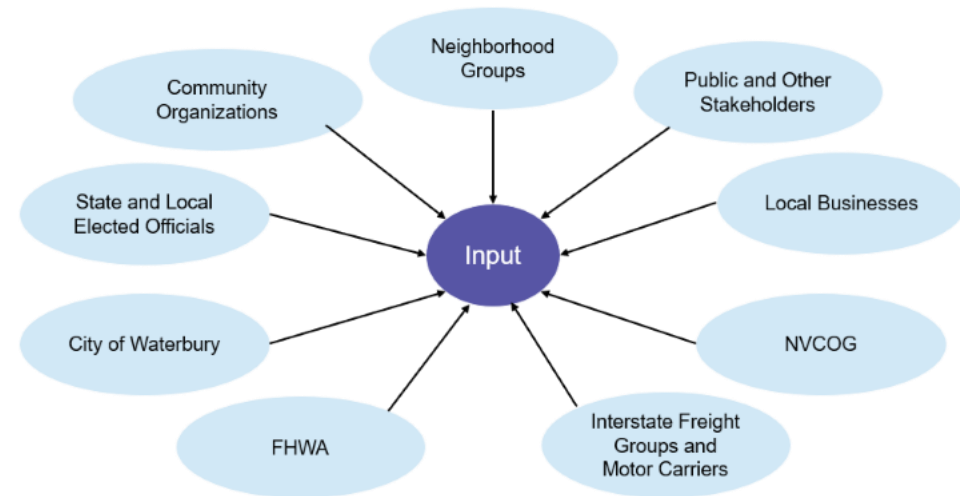 Neighborhood
Groups
Community
Organizations
Public and Other
Stakeholders
State and Local
Elected Officials
Local Businesses
Input
City of Waterbury
NVCOG
FHWA
Interstate Freight
Groups and
Motor Carriers